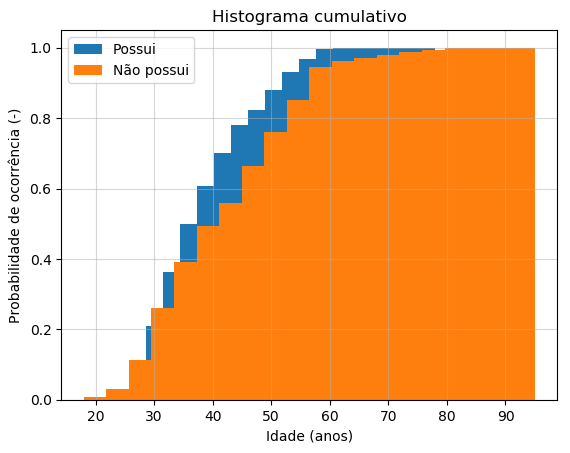 Histograma cumulativo
Possui
Não possui
Probabilidade de ocorrência (-)
1.0
0.8
0.6
0.4
0.2
0.0
20 30 40 50 60 70 80 90
Idade (anos)